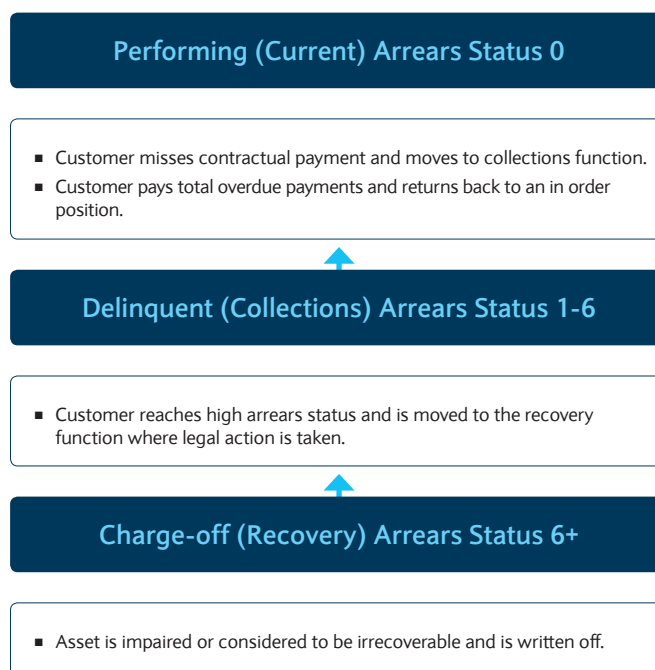 Performing (Current) Arrears Status 0
▪ Customer misses contractual payment and moves to collections function.
▪ Customer pays total overdue payments and returns back to an in order
position.
Delinquent (Collections) Arrears Status 1-6
▪ Customer reaches high arrears status and is moved to the recovery
function where legal action is taken.
Charge-off (Recovery) Arrears Status 6+
▪ Asset is impaired or considered to be irrecoverable and is written off.